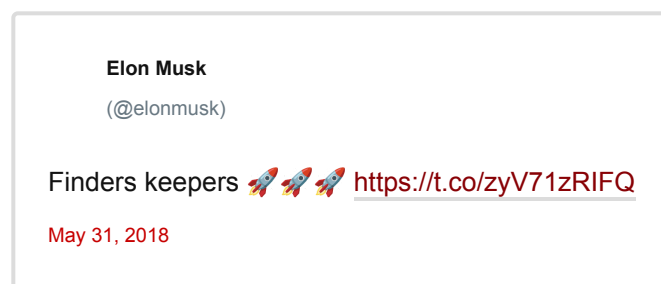 Elon Musk
(@elonmusk)
Finders keepers 🚀🚀🚀 https://t.co/zyV71zRIFQ
May 31, 2018